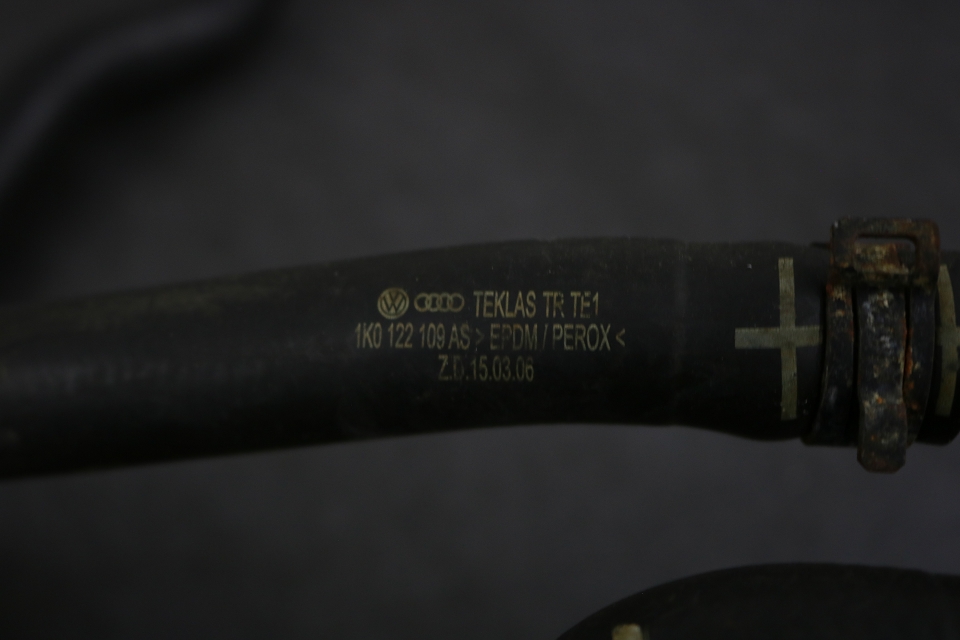 TEKLAS TR TE1
1K0 122 109 AS > EPDM / PEROX <
Z.D.15.03.06